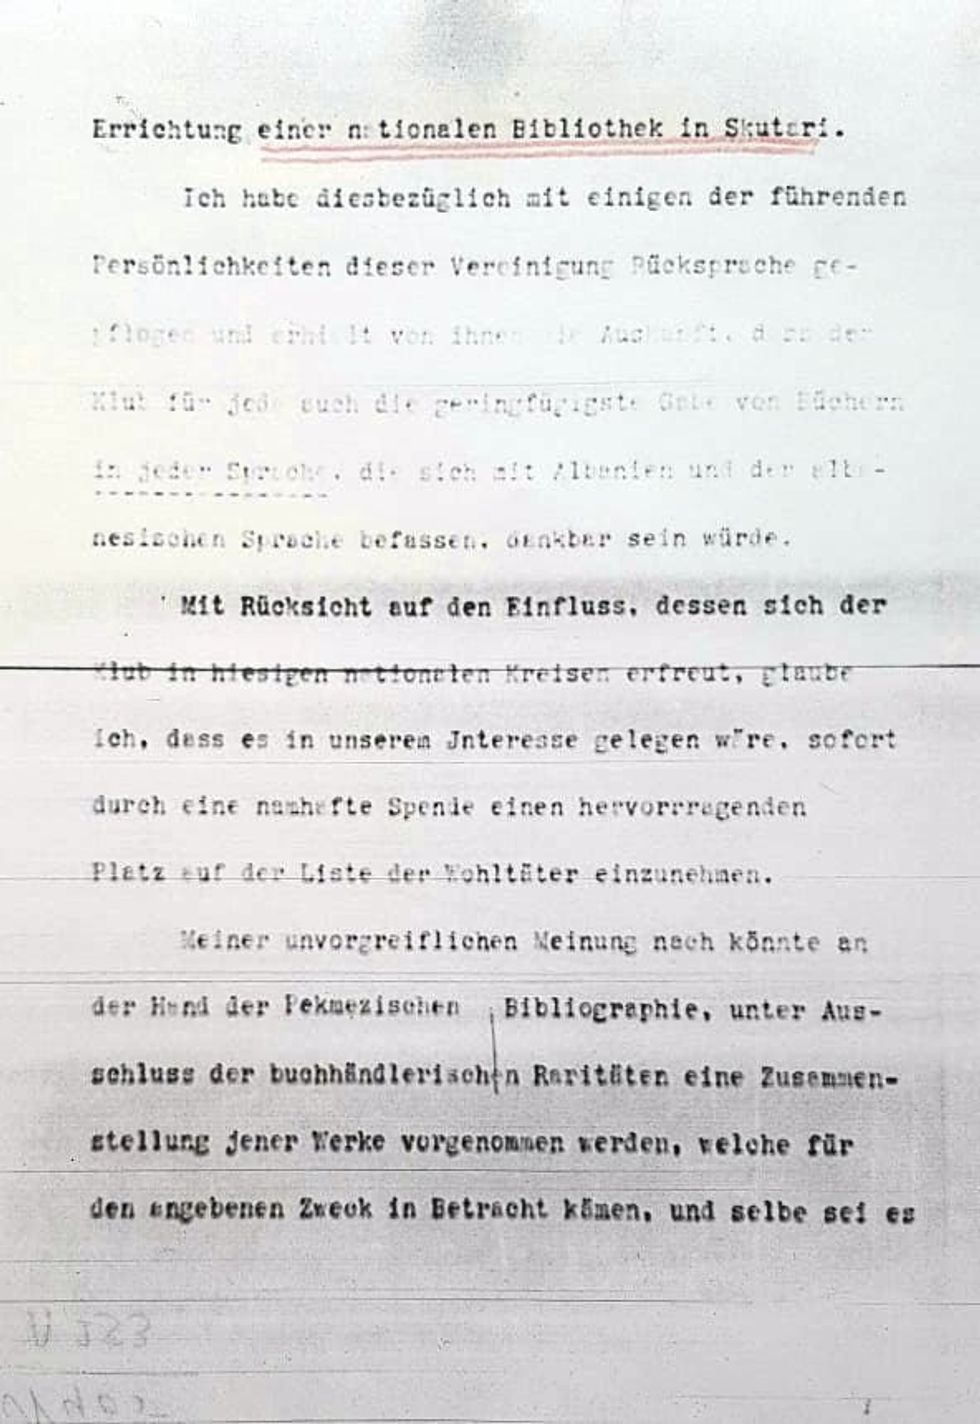 Errichtung einer nationalen Bibliothek in Skutari.
Ich habe diesbezüglich mit einigen der führenden
Persönlichkeiten dieser Vereinigung Rücksprache ge-
pflogen und erhielt von ihnen die Auskunft, dass der
Klub für jede auch die geringfügigste Gabe von Büchern
in jeder Sprache, die sich mit Albanien und der alba-
nesischen Sprache befassen, dankbar sein würde.
Mit Rücksicht auf den Einfluss, dessen sich der
Klub in hiesigen nationalen Kreisen erfreut, glaube
ich, dass es in unserem Jnteresse gelegen wäre, sofort
durch eine namhafte Spende einen hervorrragenden
Platz auf der Liste der Wohltäter einzunehmen.
Meiner unvorgreiflichen Meinung nach könnte an
der Hand der Pekmezischen Bibliographie, unter Aus-
schluss der buchhändlerischen Raritäten eine Zusammen-
stellung jener Werke vorgenommen werden, welche für
den angebenen Zweck in Betracht kämen, und selbe sei es